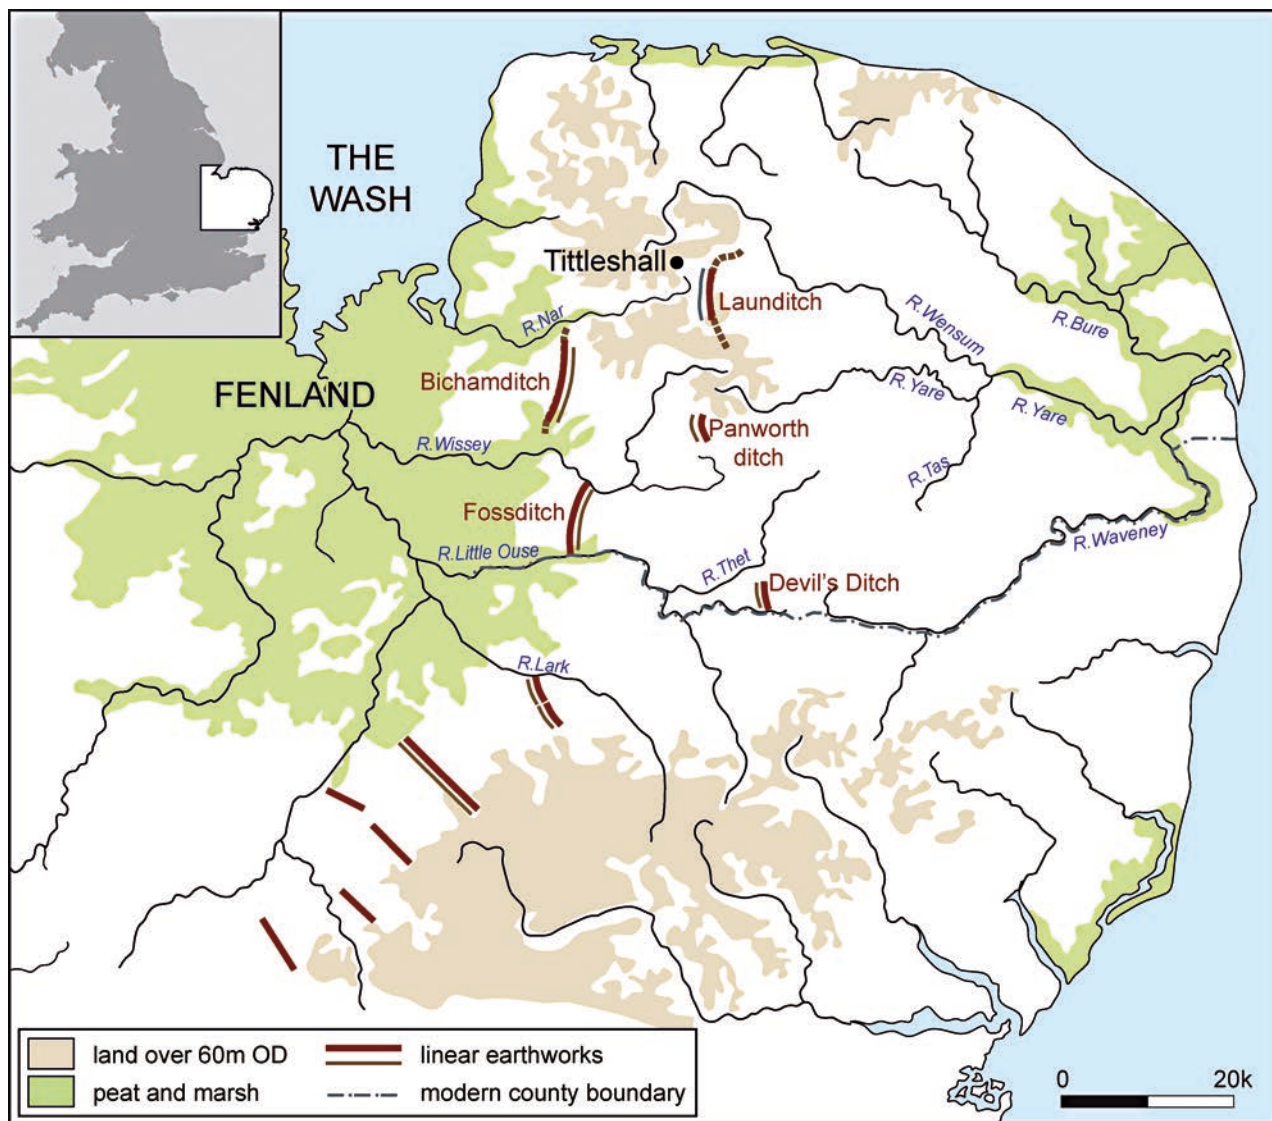 THE
WASH
Tittleshall
Launditch
R.Nar
R.Wensum
R.Bure
Bichamditch
FENLAND
R.Yare
R.Yare
Panworth
ditch
R.Wissey
R.Tas
Fossditch
R.Little Ouse
R.Thet
R.Waveney
Devil's Ditch
R.Lark
land over 60m OD
linear earthworks
peat and marsh
modern county boundary
0
20k